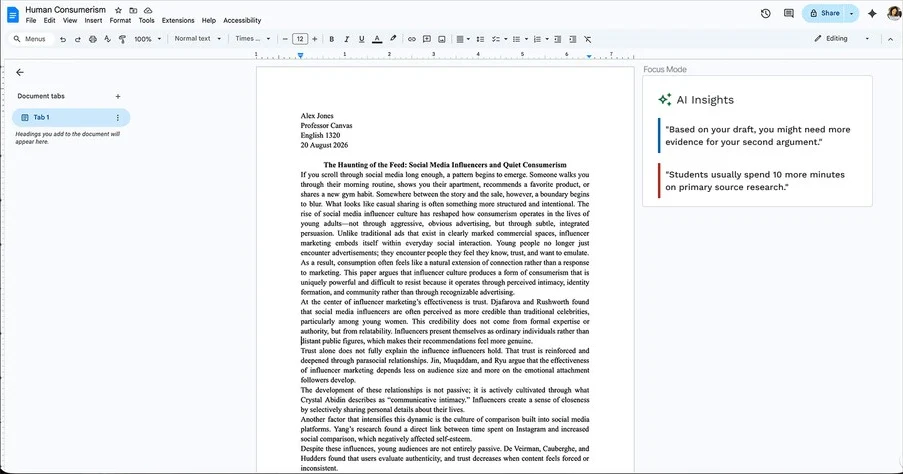 Human Consumerism
File Edit View Insert Format Tools Extensions Help Accessibility
Share
Menus 100% Normal text Times ... 12 Editing
1 1 2 3 4 5 6 7
Document tabs
Tab 1
Headings you add to the document will
appear here.
Alex Jones
Professor Canvas
English 1320
20 August 2026
The Haunting of the Feed: Social Media Influencers and Quiet Consumerism
If you scroll through social media long enough, a pattern begins to emerge. Someone walks you
through their morning routine, shows you their apartment, recommends a favorite product, or
shares a new gym habit. Somewhere between the story and the sale, however, a boundary begins
to blur. What looks like casual sharing is often something more structured and intentional. The
rise of social media influencer culture has reshaped how consumerism operates in the lives of
young adults—not through aggressive, obvious advertising, but through subtle, integrated
persuasion. Unlike traditional ads that exist in clearly marked commercial spaces, influencer
marketing embeds itself within everyday social interaction. Young people no longer just
encounter advertisements; they encounter people they feel they know, trust, and want to emulate.
As a result, consumption often feels like a natural extension of connection rather than a response
to marketing. This paper argues that influencer culture produces a form of consumerism that is
uniquely powerful and difficult to resist because it operates through perceived intimacy, identity
formation, and community rather than through recognizable advertising.
At the center of influencer marketing’s effectiveness is trust. Djafarova and Rushworth found
that social media influencers are often perceived as more credible than traditional celebrities,
particularly among young women. This credibility does not come from formal expertise or
authority, but from relatability. Influencers present themselves as ordinary individuals rather than
distant public figures, which makes their recommendations feel more genuine.
Trust alone does not fully explain the influence influencers hold. That trust is reinforced and
deepened through parasocial relationships. Jin, Muqaddam, and Ryu argue that the effectiveness
of influencer marketing depends less on audience size and more on the emotional attachment
followers develop.
The development of these relationships is not passive; it is actively cultivated through what
Crystal Abidin describes as “communicative intimacy.” Influencers create a sense of closeness
by selectively sharing personal details about their lives.
Another factor that intensifies this dynamic is the culture of comparison built into social media
platforms. Yang’s research found a direct link between time spent on Instagram and increased
social comparison, which negatively affected self-esteem.
Despite these influences, young audiences are not entirely passive. De Veirman, Cauberghe, and
Hudders found that users evaluate authenticity, and trust decreases when content feels forced or
inconsistent.
Focus Mode
AI Insights
"Based on your draft, you might need more
evidence for your second argument."
"Students usually spend 10 more minutes
on primary source research."